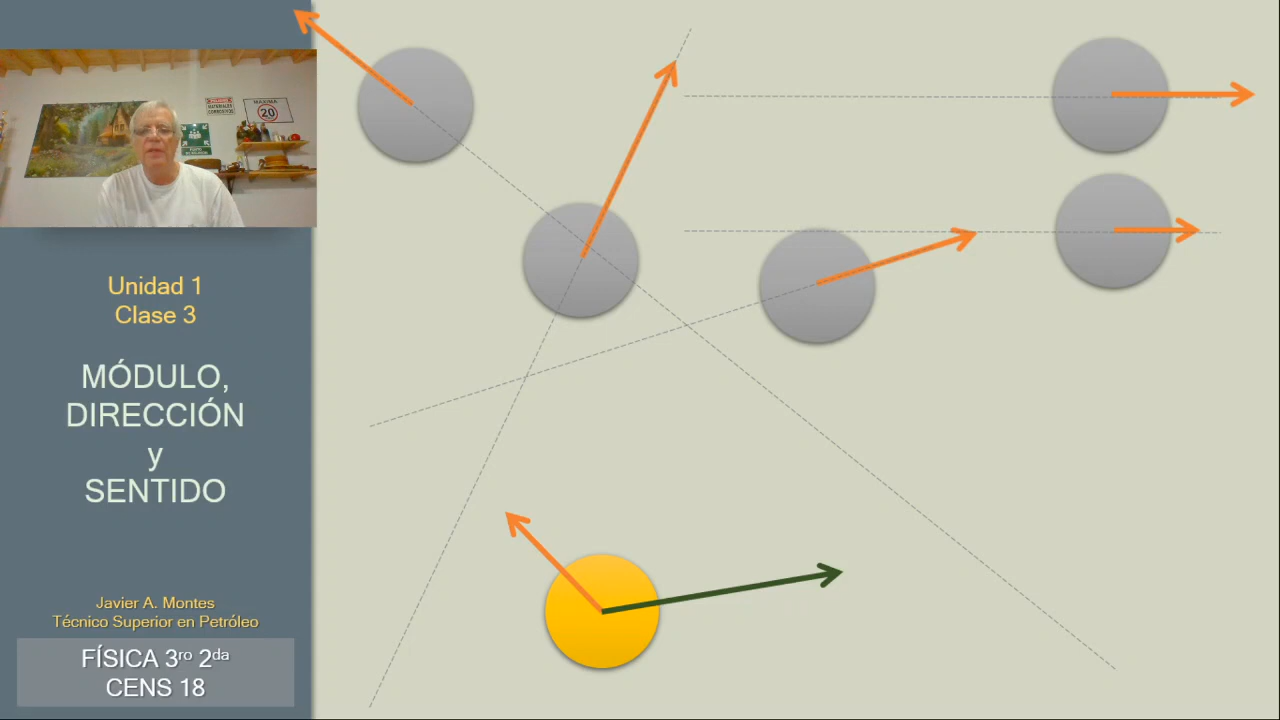 MÁXIMA
20
Unidad 1
Clase 3
MÓDULO,
DIRECCIÓN
y
SENTIDO
Javier A. Montes
Técnico Superior en Petróleo
FÍSICA 3ro 2da
CENS 18